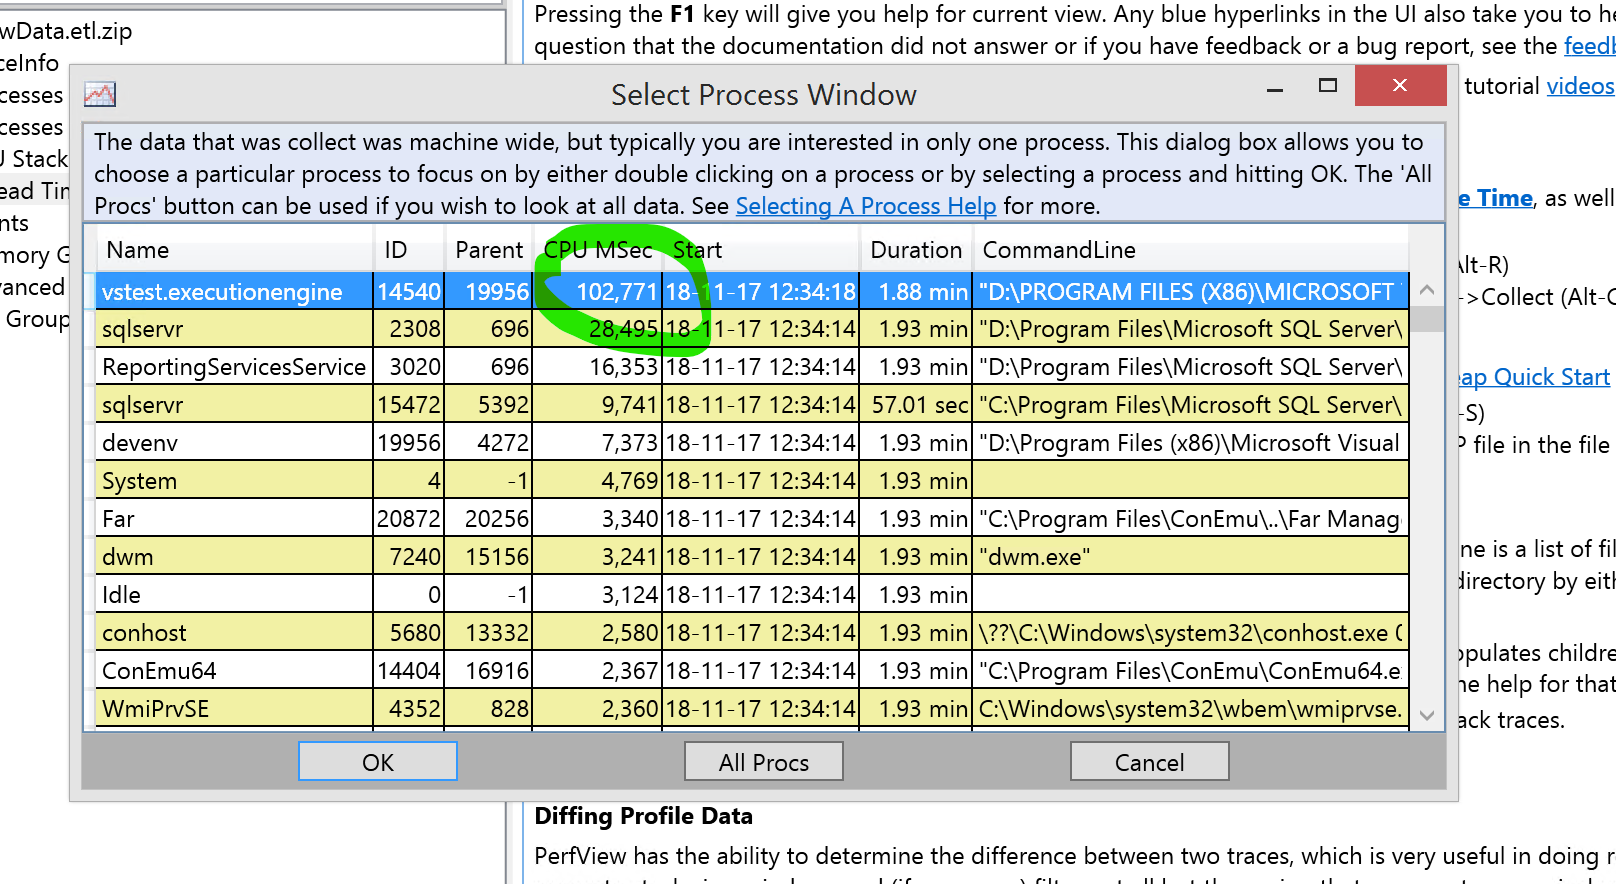 Pressing the F1 key will give you help for current view. Any blue hyperlinks in the UI also take you to
question that the documentation did not answer or if you have feedback or a bug report, see the
tutorial videos
Select Process Window
The data that was collect was machine wide, but typically you are interested in only one process. This dialog box allows you to
choose a particular process to focus on by either double clicking on a process or by selecting a process and hitting OK. The 'All
Procs' button can be used if you wish to look at all data. See Selecting A Process Help for more.
wData.etl.zip
ceInfo
cesses
cesses
J Stack
ead Tim
nts
mory G
vanced
Group
e Time, as well
Alt-R)
->Collect (Alt-C
eap Quick Start
-S)
P file in the file
ne is a list of fil
directory by eith
opulates childre
he help for that
ack traces.
Name ID Parent CPU MSec Start Duration CommandLine
vstest.executionengine 14540 19956 102,771 18-11-17 12:34:18 1.88 min "D:\PROGRAM FILES (X86)\MICROSOFT
sqlservr 2308 696 28,495 18-11-17 12:34:14 1.93 min "D:\Program Files\Microsoft SQL Server\
ReportingServicesService 3020 696 16,353 18-11-17 12:34:14 1.93 min "D:\Program Files\Microsoft SQL Server\
sqlservr 15472 5392 9,741 18-11-17 12:34:14 57.01 sec "C:\Program Files\Microsoft SQL Server\
devenv 19956 4272 7,373 18-11-17 12:34:14 1.93 min "D:\Program Files (x86)\Microsoft Visual
System 4 -1 4,769 18-11-17 12:34:14 1.93 min
Far 20872 20256 3,340 18-11-17 12:34:14 1.93 min "C:\Program Files\ConEmu\..\Far Manag
dwm 7240 15156 3,241 18-11-17 12:34:14 1.93 min "dwm.exe"
Idle 0 -1 3,124 18-11-17 12:34:14 1.93 min
conhost 5680 13332 2,580 18-11-17 12:34:14 1.93 min \??\C:\Windows\system32\conhost.exe 0
ConEmu64 14404 16916 2,367 18-11-17 12:34:14 1.93 min "C:\Program Files\ConEmu\ConEmu64.e
WmiPrvSE 4352 828 2,360 18-11-17 12:34:14 1.93 min C:\Windows\system32\wbem\wmiprvse.
OK All Procs Cancel
Diffing Profile Data
PerfView has the ability to determine the difference between two traces, which is very useful in doing